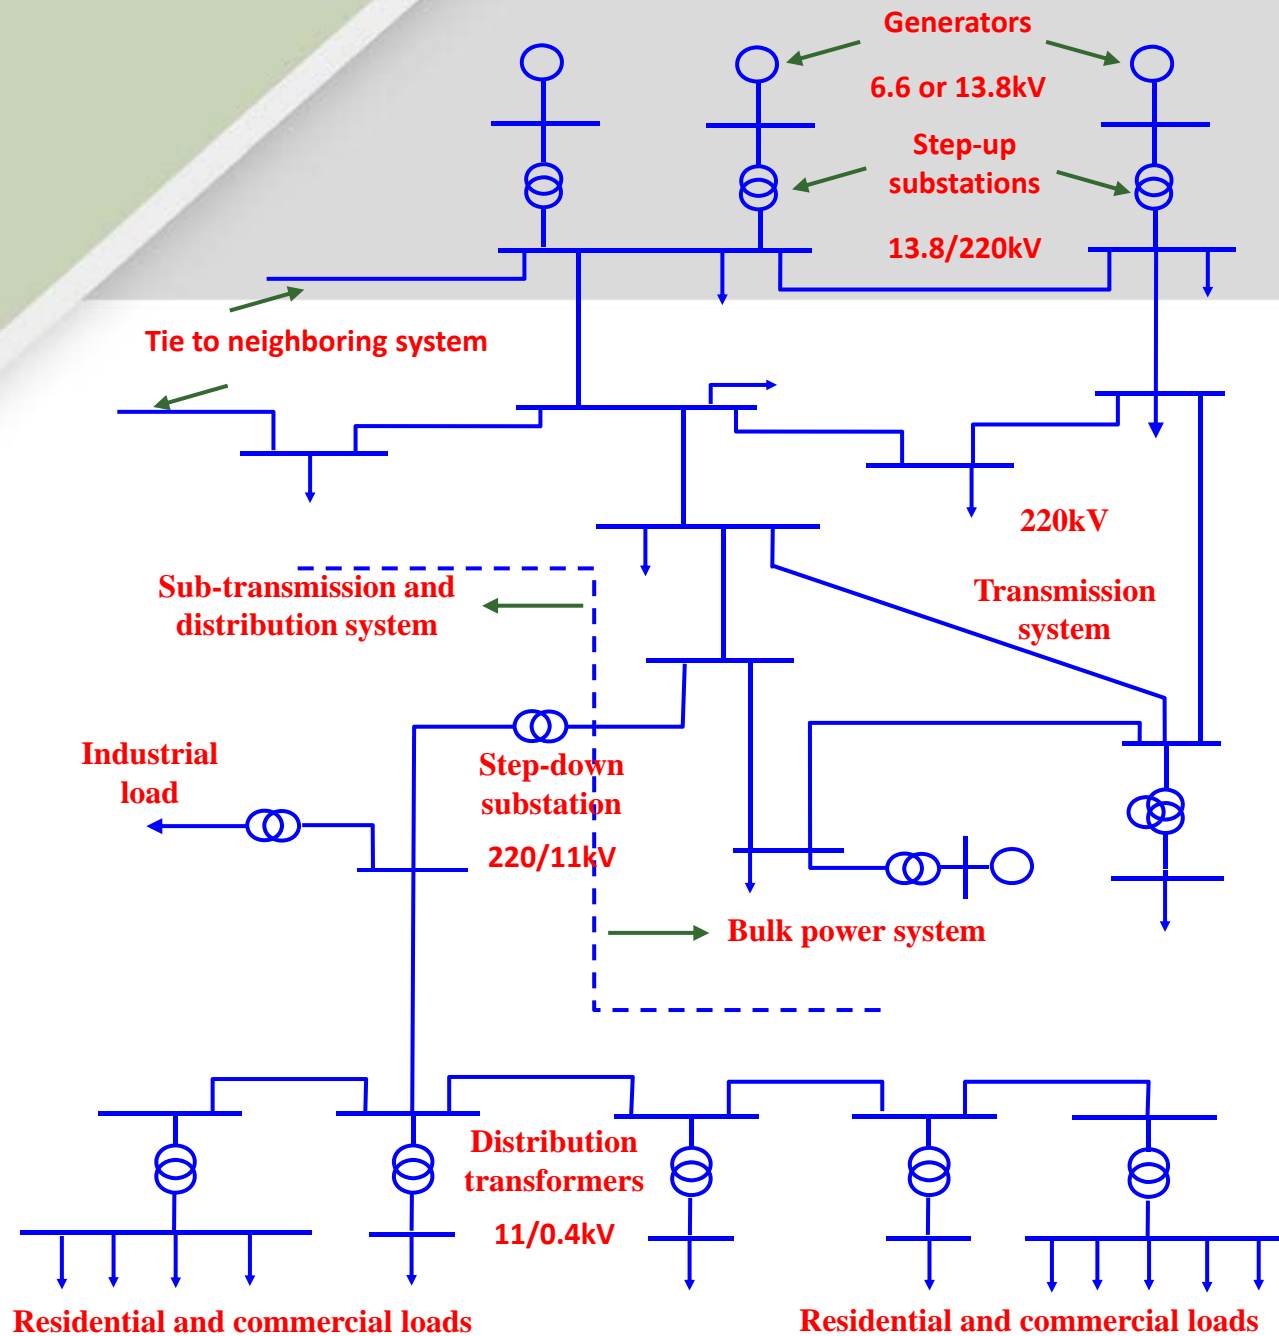 Generators
6.6 or 13.8kV
Step-up
substations
13.8/220kV
Tie to neighboring system
220kV
Sub-transmission and
distribution system
Transmission
system
Industrial
load
Step-down
substation
220/11kV
Bulk power system
Distribution
transformers
11/0.4kV
Residential and commercial loads
Residential and commercial loads